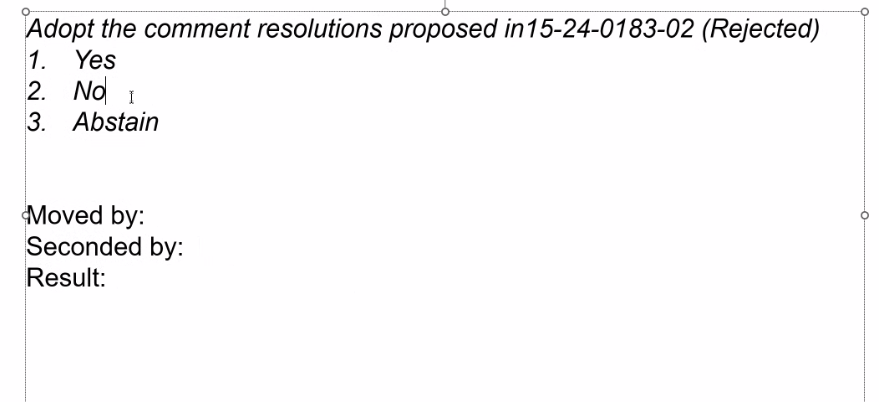 Adopt the comment resolutions proposed in15-24-0183-02 (Rejected)
1. Yes
2. No
3. Abstain
Moved by:
Seconded by:
Result: